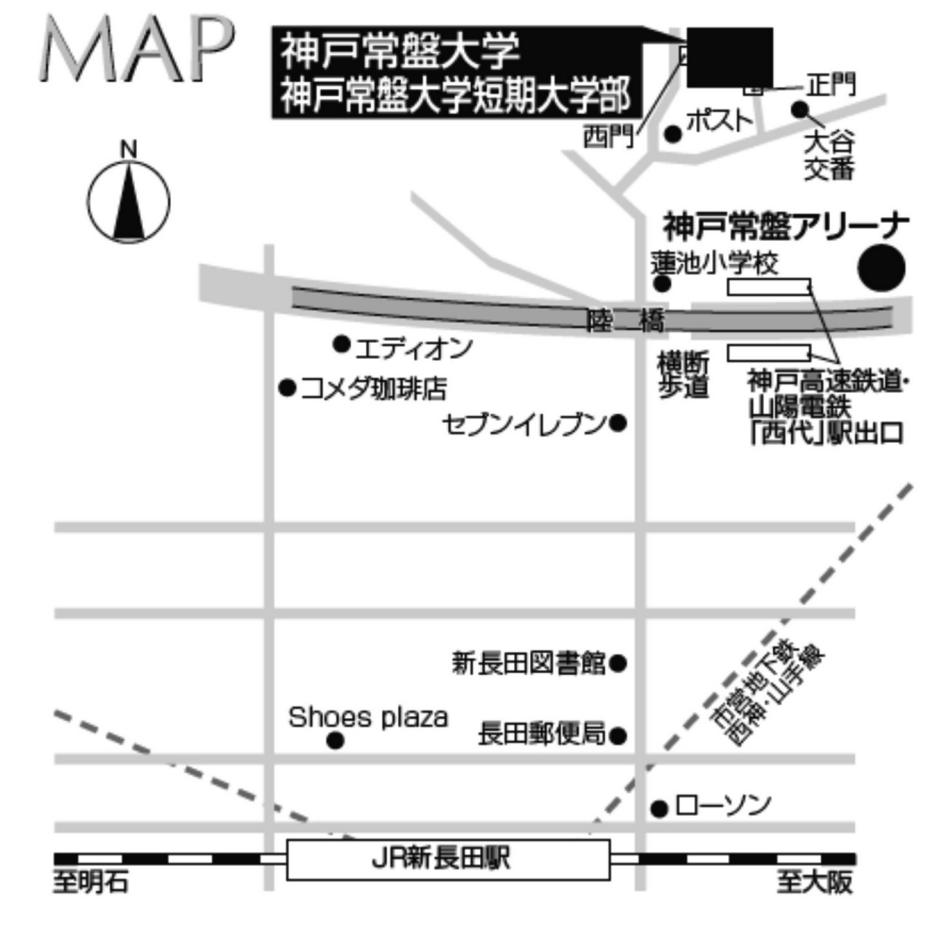 MAP
神戸常盤大学
神戸常盤大学短期大学部
正門
ポスト
西門
大谷
交番
N
神戸常盤アリーナ
蓮池小学校
陸 橋
エディオン
横断
歩道
コメダ珈琲店
神戸高速鉄道・
山陽電鉄
「西代」駅出口
セブンイレブン
新長田図書館
市営地下鉄
西神・山手線
Shoes plaza
長田郵便局
ローソン
JR新長田駅
至明石
至大阪